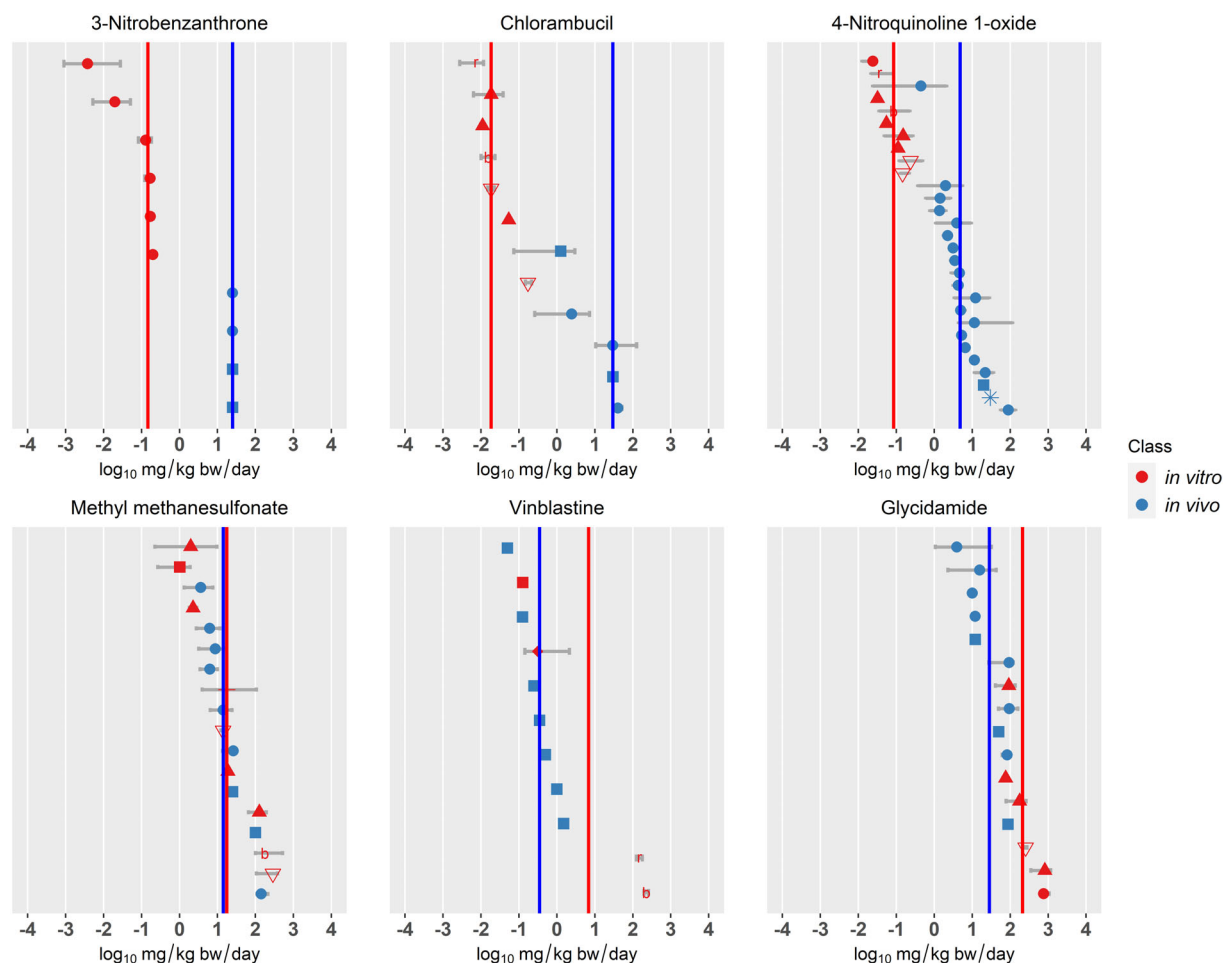 3-Nitrobenzanthrone
Chlorambucil
4-Nitroquinoline 1-oxide
r
b
r
b
-4 -3 -2 -1 0 1 2 3 4
-4 -3 -2 -1 0 1 2 3 4
-4 -3 -2 -1 0 1 2 3 4
log₁₀ mg/kg bw/day
log₁₀ mg/kg bw/day
log₁₀ mg/kg bw/day
Class
in vitro
in vivo
Methyl methanesulfonate
Vinblastine
Glycidamide
b
r
b
-4 -3 -2 -1 0 1 2 3 4
-4 -3 -2 -1 0 1 2 3 4
-4 -3 -2 -1 0 1 2 3 4
log₁₀ mg/kg bw/day
log₁₀ mg/kg bw/day
log₁₀ mg/kg bw/day